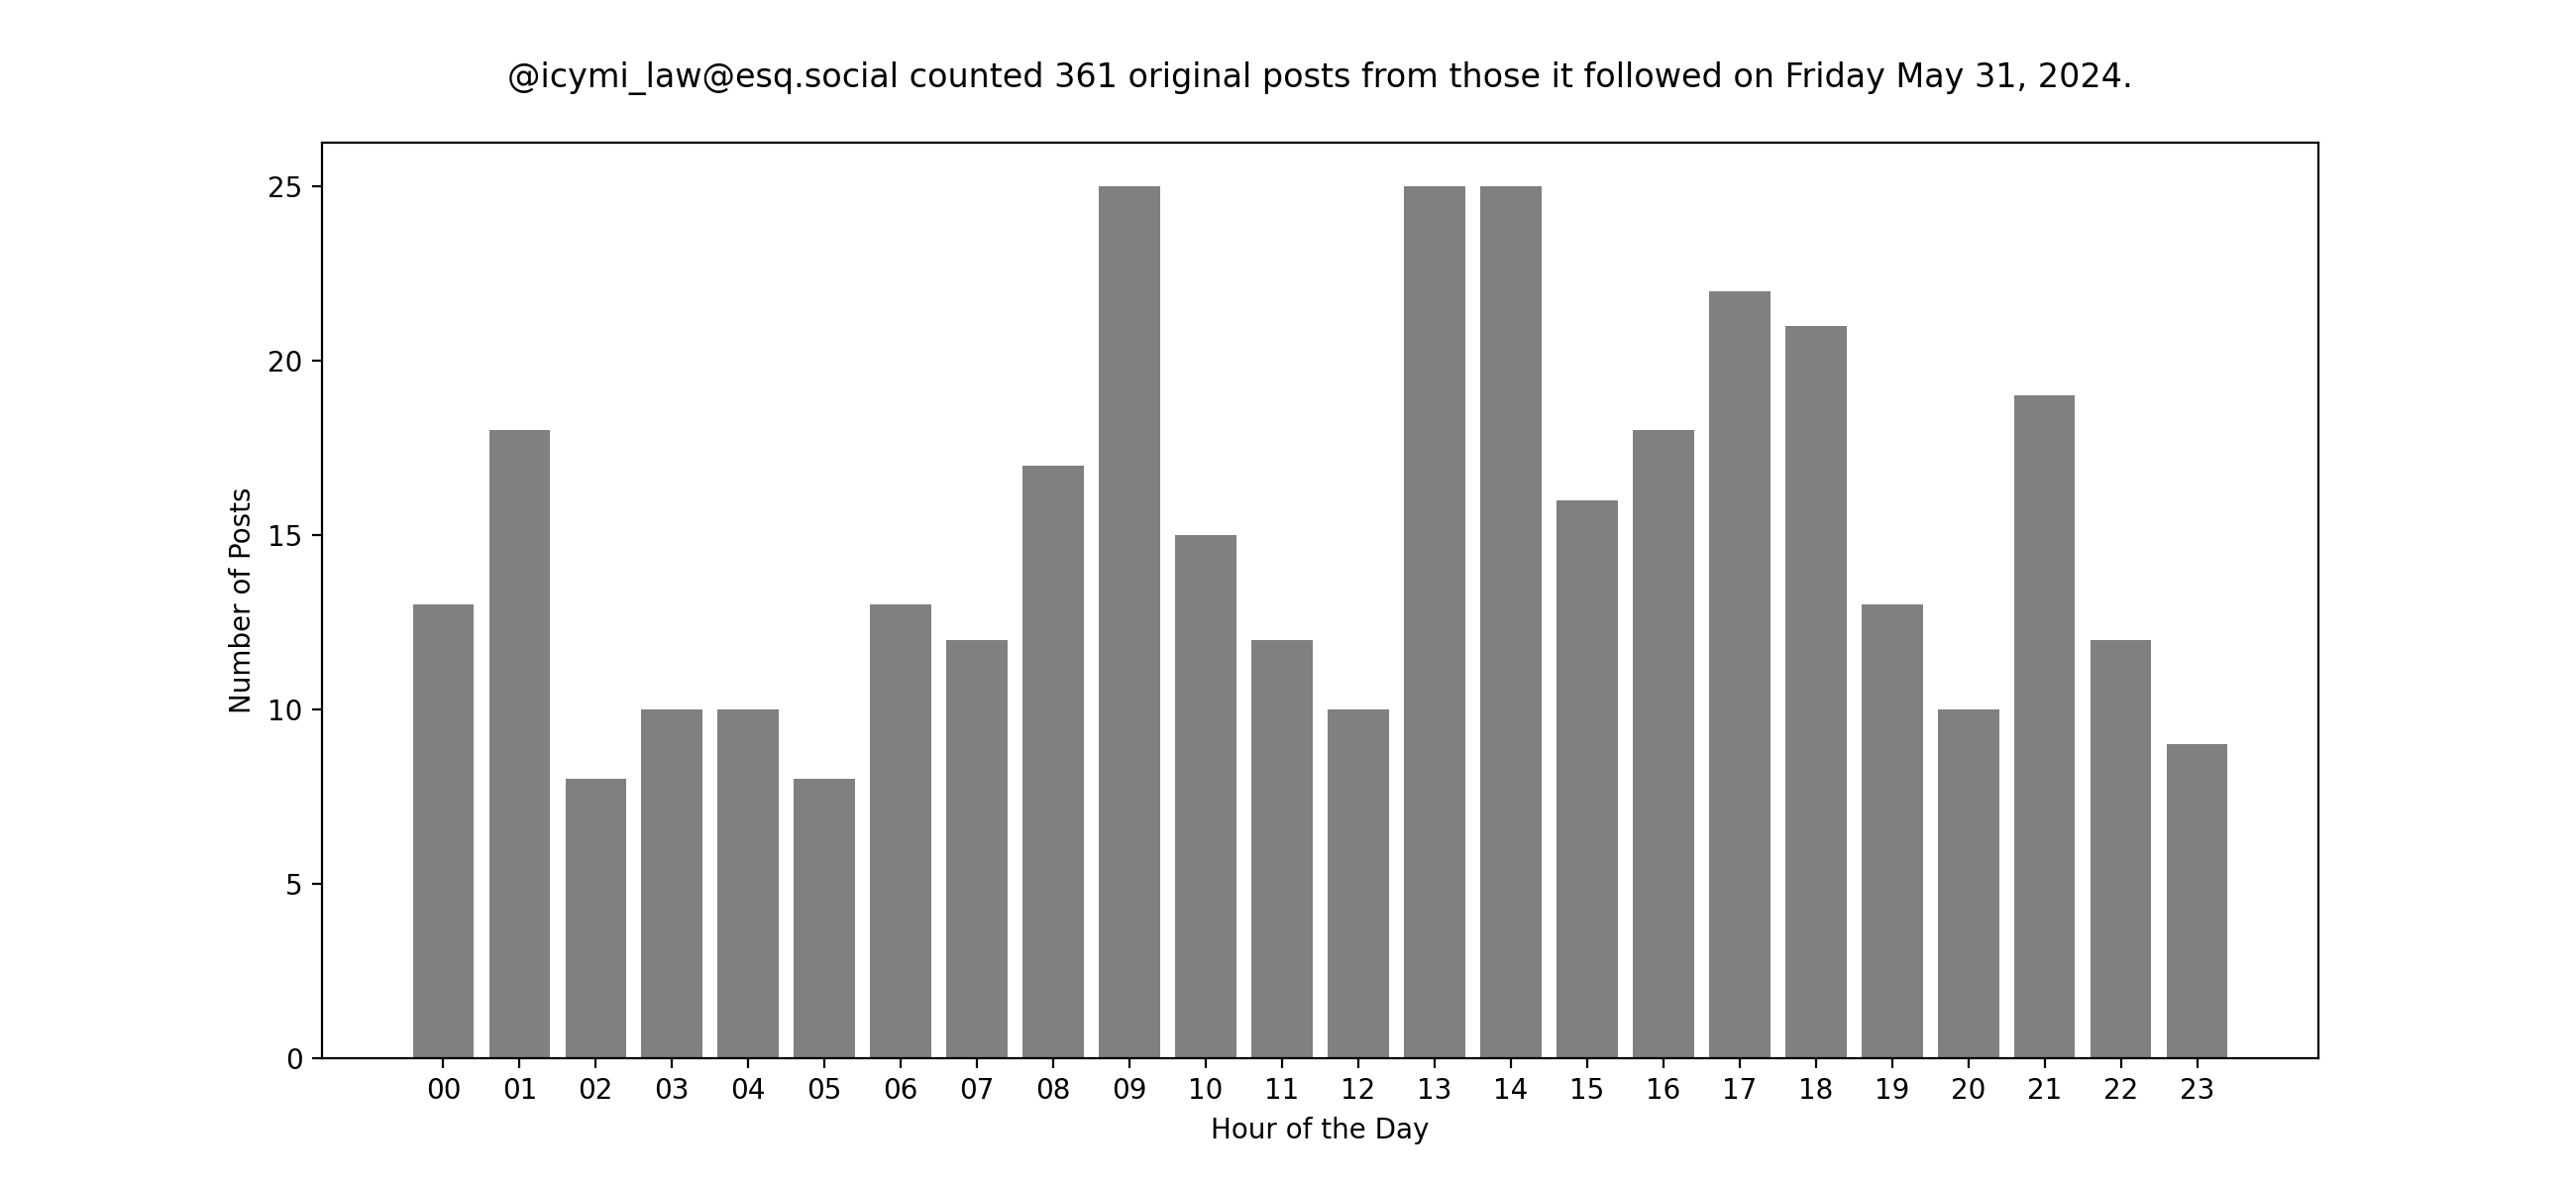 @icymi_law@esq.social counted 361 original posts from those it followed on Friday May 31, 2024.
25
20
15
10
5
0
Number of Posts
00 01 02 03 04 05 06 07 08 09 10 11 12 13 14 15 16 17 18 19 20 21 22 23
Hour of the Day